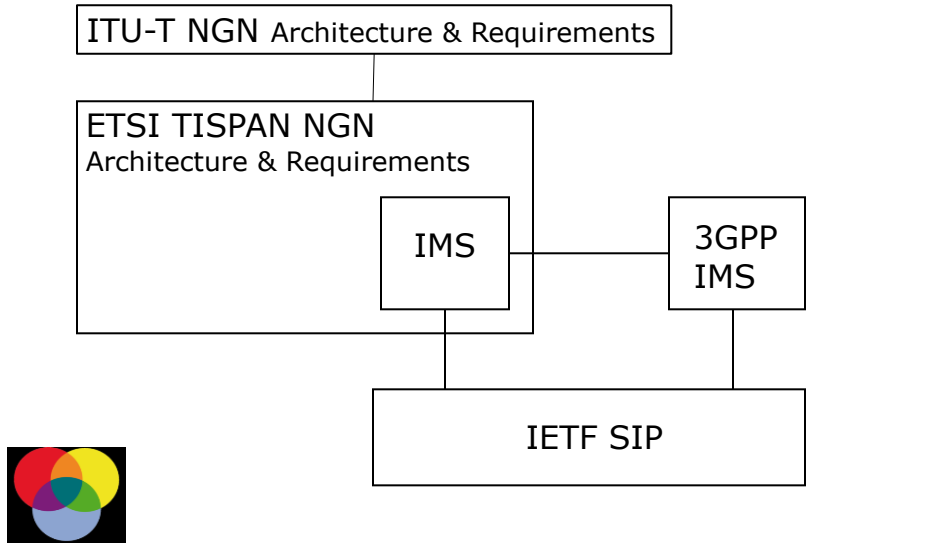 ITU-T NGN Architecture & Requirements
ETSI TISPAN NGN
Architecture & Requirements
IMS
3GPP
IMS
IETF SIP